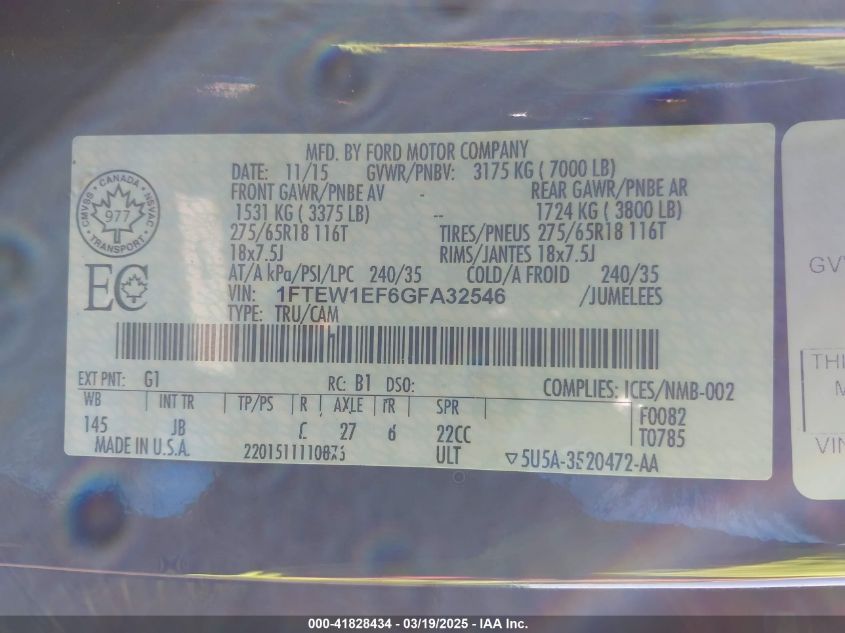 MFD. BY FORD MOTOR COMPANY
DATE: 11/15 GVWR/PNBV: 3175 KG ( 7000 LB)
FRONT GAWR/PNBE AV - REAR GAWR/PNBE AR
1531 KG ( 3375 LB) -- 1724 KG ( 3800 LB)
275/65R18 116T TIRES/PNEUS 275/65R18 116T
18x7.5J RIMS/JANTES 18x7.5J
AT/A kPa/PSI/LPC 240/35 COLD/A FROID 240/35
VIN: 1FTEW1EF6GFA32546 /JUMELEES
TYPE: TRU/CAM
CANADA
CMVSS NSVAC
977
TRANSPORT
EC
EXT PNT: G1 RC: B1 DSO: COMPLIES: ICES/NMB-002
WB INT TR TP/PS R AXLE TR SPR F0082
145 JB 27 6 22CC T0785
MADE IN U.S.A. ULT 5U5A-3520472-AA
GV
THI
M
VIN
000-41828434 - 03/19/2025 - IAA Inc.